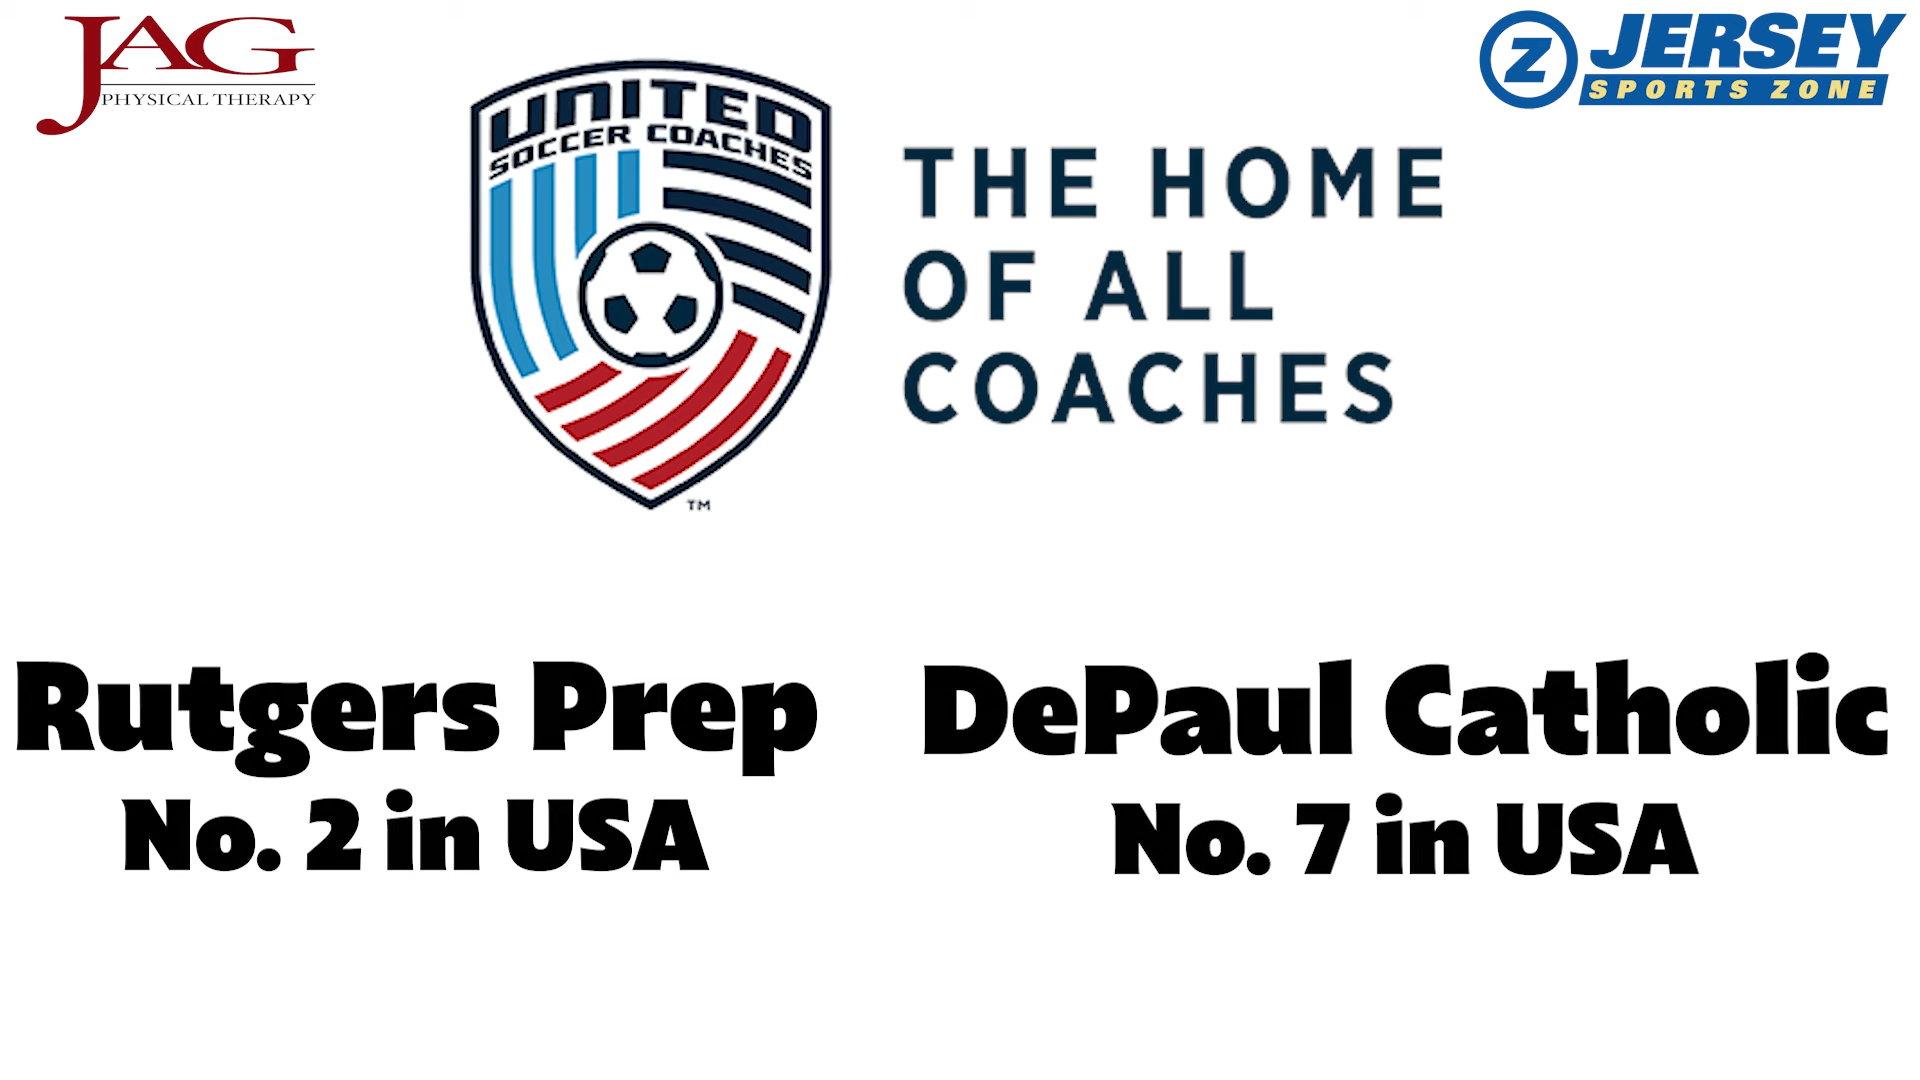 JAG
PHYSICAL THERAPY
Z JERSEY
SPORTS ZONE
UNITED
SOCCER COACHES
TM
THE HOME
OF ALL
COACHES
Rutgers Prep
No. 2 in USA
DePaul Catholic
No. 7 in USA